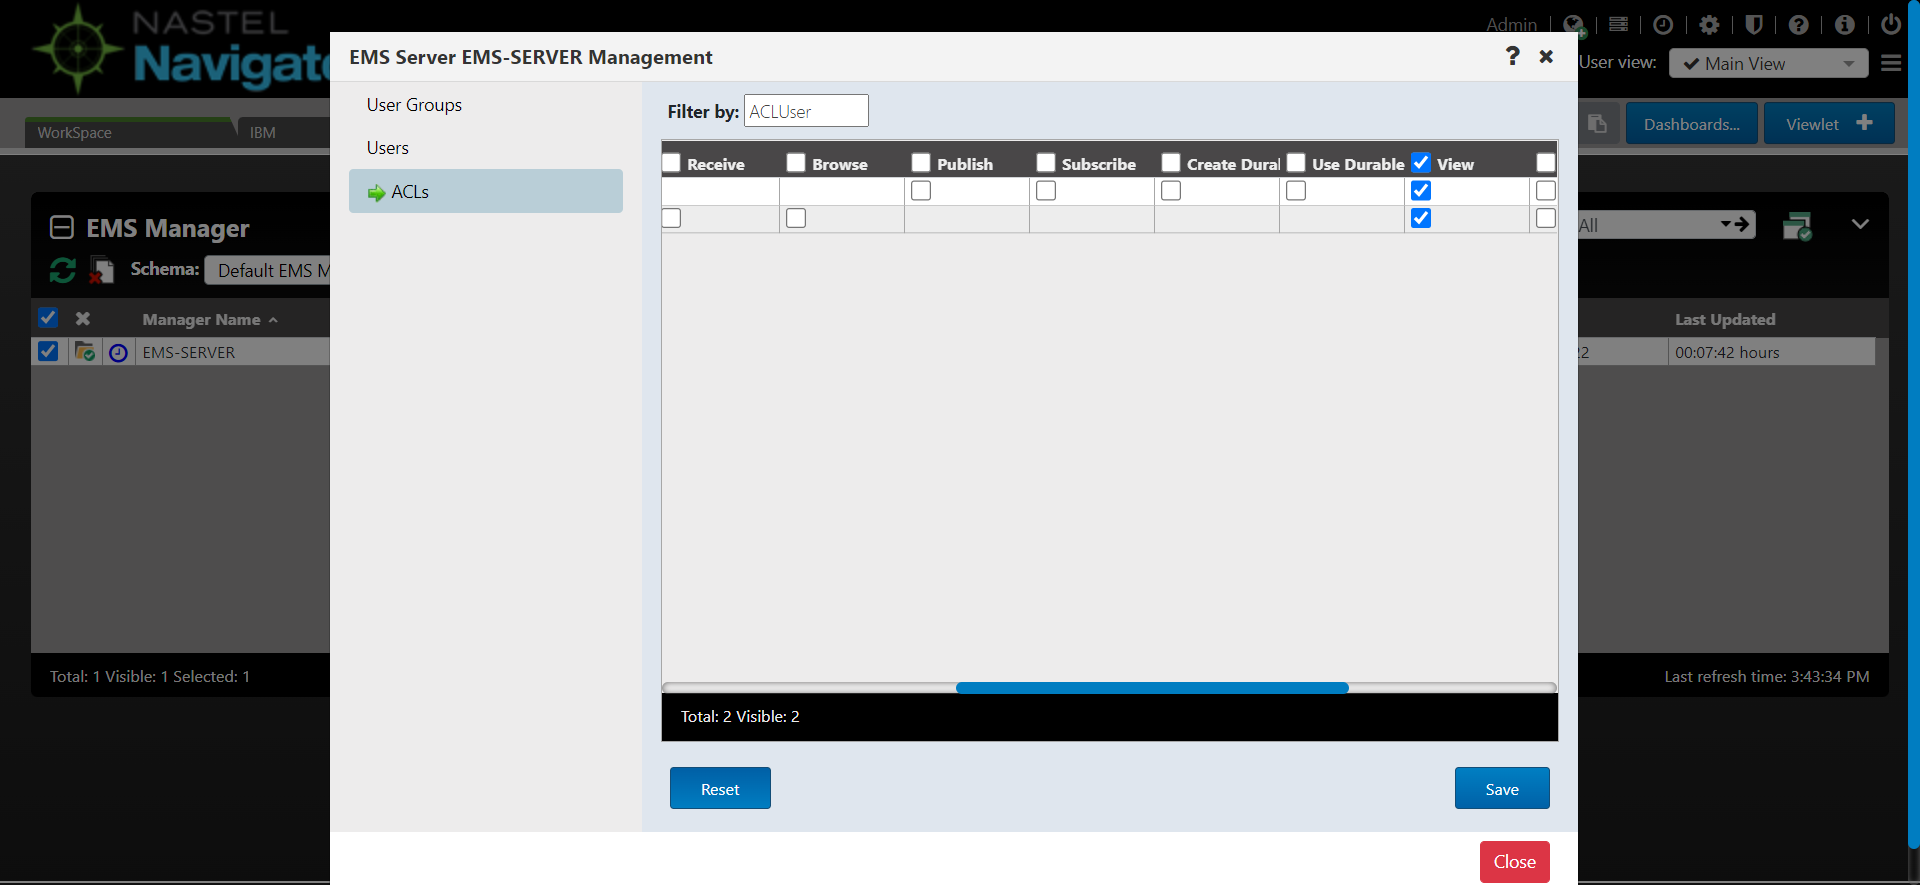 NASTEL
Navigat
Admin
User view:
Main View
WorkSpace
IBM
Dashboards...
Viewlet
EMS Manager
Schema:
Default EMS M
All
Manager Name
Last Updated
EMS-SERVER
22
00:07:42 hours
Total: 1 Visible: 1 Selected: 1
Last refresh time: 3:43:34 PM
EMS Server EMS-SERVER Management
User Groups
Users
ACLs
Filter by:
ACLUser
Receive
Browse
Publish
Subscribe
Create Dural
Use Durable
View
Total: 2 Visible: 2
Reset
Save
Close